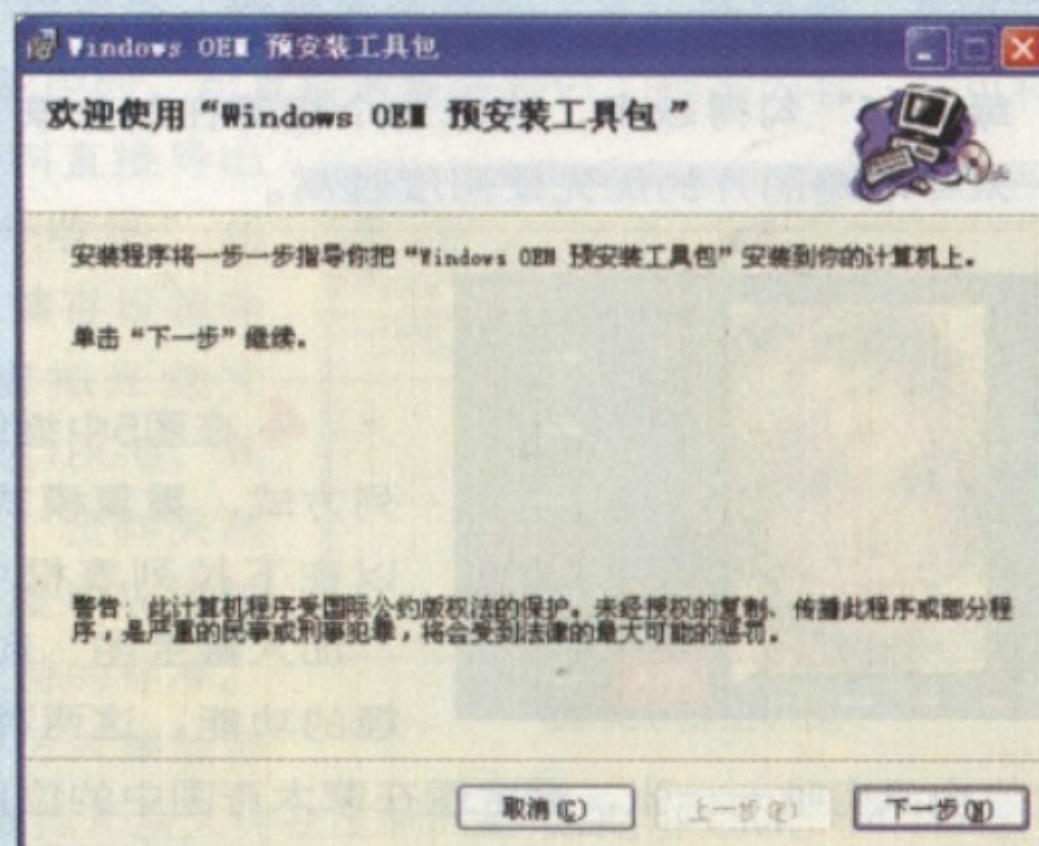 Windows OEM 预安装工具包
欢迎使用“Windows OEM 预安装工具包”
安装程序将一步一步指导你把“Windows OEM 预安装工具包”安装到你的计算机上。
单击“下一步”继续。
警告: 此计算机程序受国际公约版权法的保护。未经授权的复制、传播此程序或部分程
序,是严重的民事或刑事犯罪,将会受到法律的最大可能的惩罚。
取消(C) 上一步(P) 下一步(N)